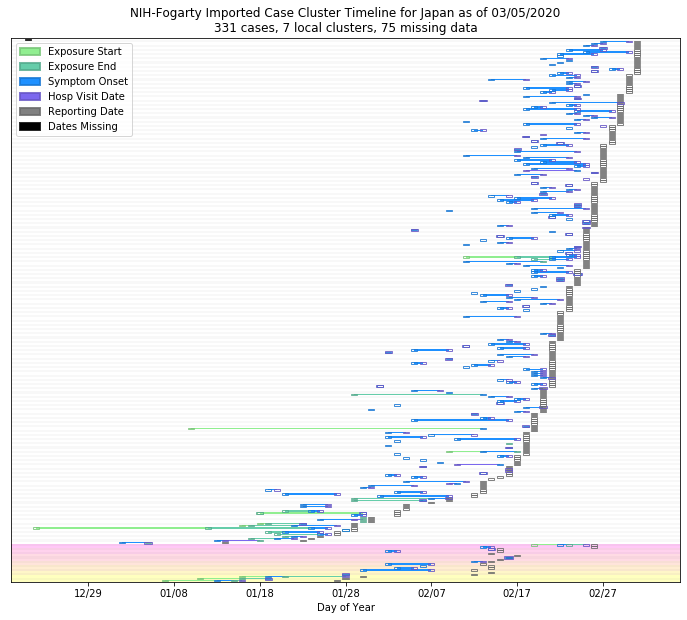 NIH-Fogarty Imported Case Cluster Timeline for Japan as of 03/05/2020
331 cases, 7 local clusters, 75 missing data
Exposure Start
Exposure End
Symptom Onset
Hosp Visit Date
Reporting Date
Dates Missing
12/29
01/08
01/18
01/28
02/07
02/17
02/27
Day of Year